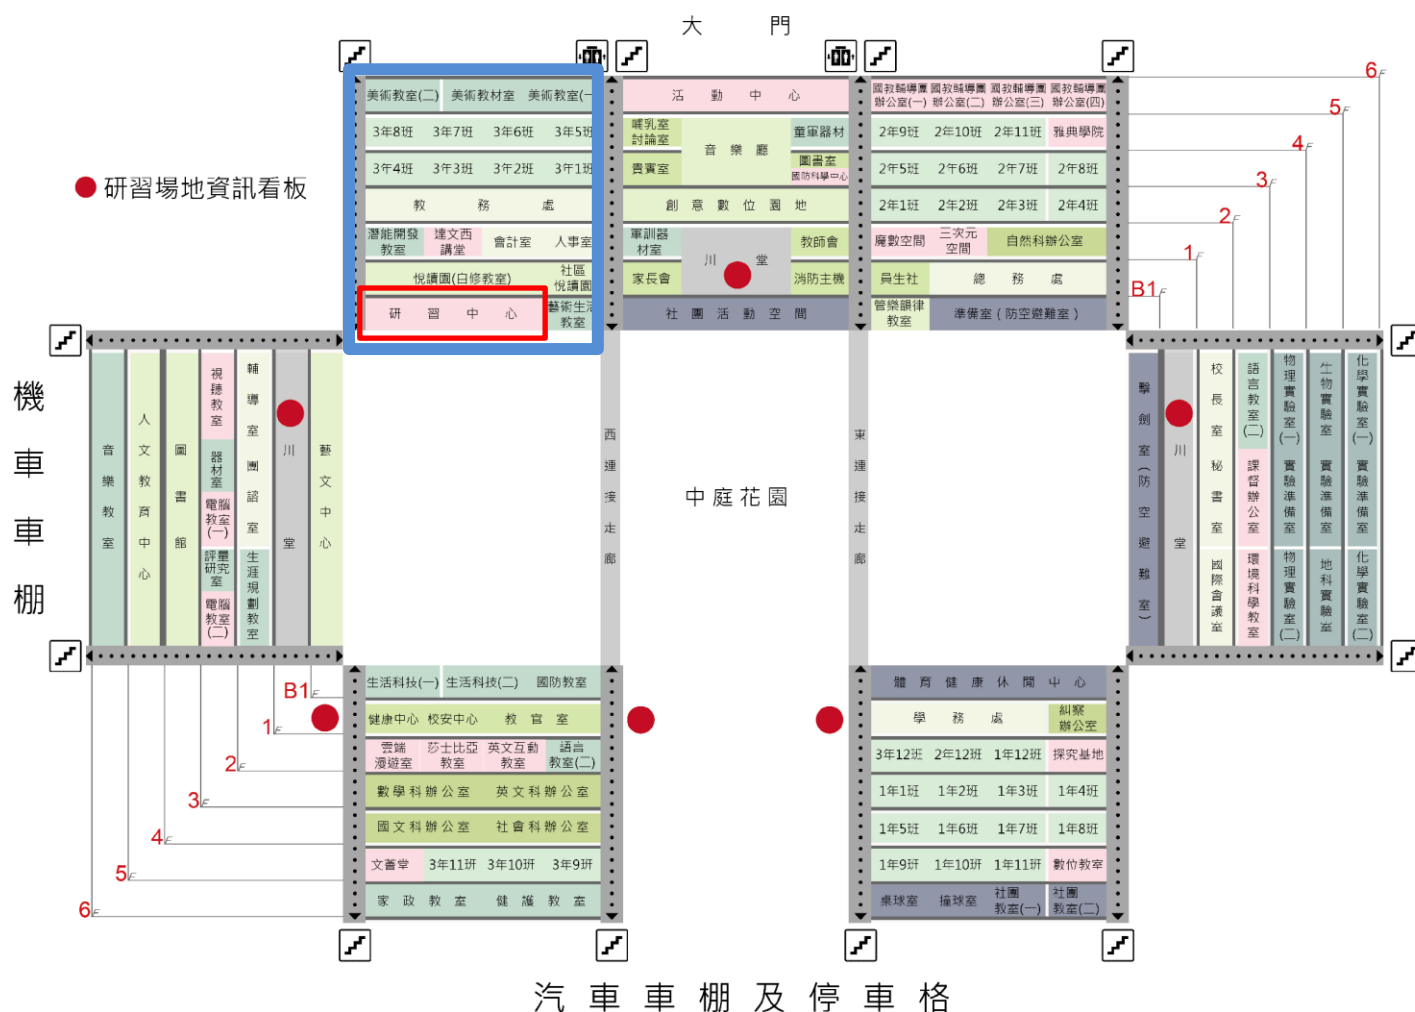 大門
美術教室(二) 美術教材室 美術教室(一
3年8班 3年7班 3年6班 3年5班
3年4班 3年3班 3年2班 3年1班
教務處
潛能開發教室 達文西講堂 會計室 人事室
悅讀園(自修教室) 社區悅讀園
研習中心 藝術生活教室
活動中心
哺乳室討論室 音樂廳 童軍器材
貴賓室 圖書室 國防科學中心
創意數位園地
軍訓器材室 川堂 教師會
家長會 消防主機
社團活動空間
國教輔導團辦公室(一) 國教輔導團辦公室(二) 國教輔導團辦公室(三) 國教輔導團辦公室(四)
2年9班 2年10班 2年11班 雅典學院
2年5班 2年6班 2年7班 2年8班
2年1班 2年2班 2年3班 2年4班
魔數空間 三次元空間 自然科辦公室
員生社 總務處
管樂韻律教室 準備室(防空避難室)
6F
5F
4F
3F
2F
1F
B1F
研習場地資訊看板
機車車棚
音樂教室
人文教育中心
圖書館
視聽教室 器材室 電腦教室(一) 評量研究室 電腦教室(二)
輔導室 團諮室 生涯規劃教室
川堂
藝文中心
西連接走廊
中庭花園
東連接走廊
擊劍室(防空避難室)
川堂
校長室 秘書室 國際會議室
語言教室(二) 課督辦公室 環境科學教室
物理實驗室(一) 實驗準備室 物理實驗室(二)
生物實驗室 實驗準備室 地科實驗室
化學實驗室(一) 實驗準備室 化學實驗室(二)
B1F
1F
2F
3F
4F
5F
6F
生活科技(一) 生活科技(二) 國防教室
健康中心 校安中心 教官室
雲端漫遊室 莎士比亞教室 英文互動教室 語言教室(二)
數學科辦公室 英文科辦公室
國文科辦公室 社會科辦公室
文薈堂 3年11班 3年10班 3年9班
家政教室 健護教室
體育健康休閒中心
學務處 糾察辦公室
3年12班 2年12班 1年12班 探究基地
1年1班 1年2班 1年3班 1年4班
1年5班 1年6班 1年7班 1年8班
1年9班 1年10班 1年11班 數位教室
桌球室 撞球室 社團教室(一) 社團教室(二)
汽車車棚及停車格